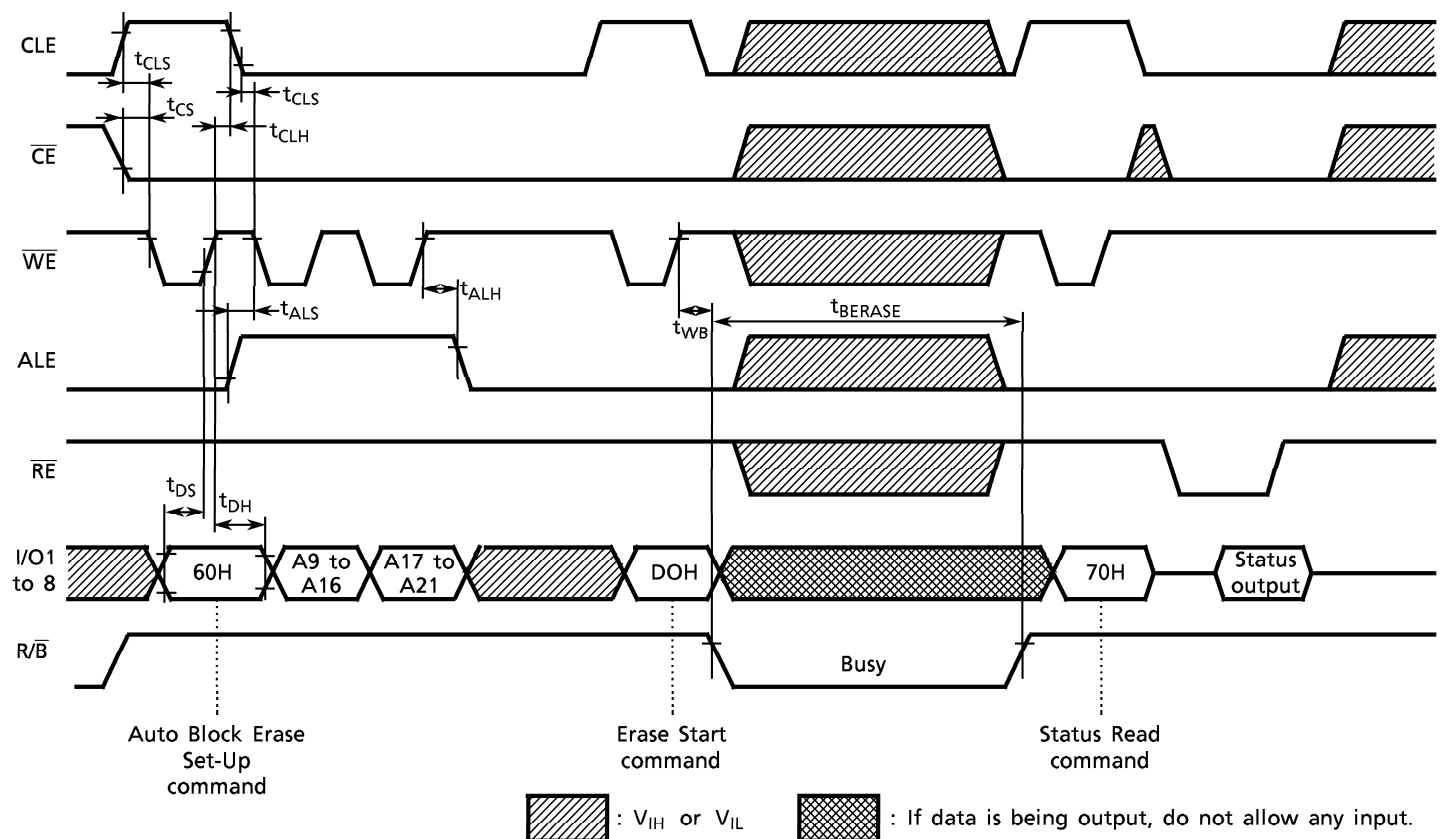 CLE
tCLS
tCS
tCLS
tCLH
CE
WE
tALS
tALH
tWB
tBERASE
ALE
RE
tDS
tDH
I/O1
to 8
60H
A9 to
A16
A17 to
A21
DOH
70H
Status
output
R/B
Busy
Auto Block Erase
Set-Up
command
Erase Start
command
Status Read
command
: VIH or VIL
: If data is being output, do not allow any input.